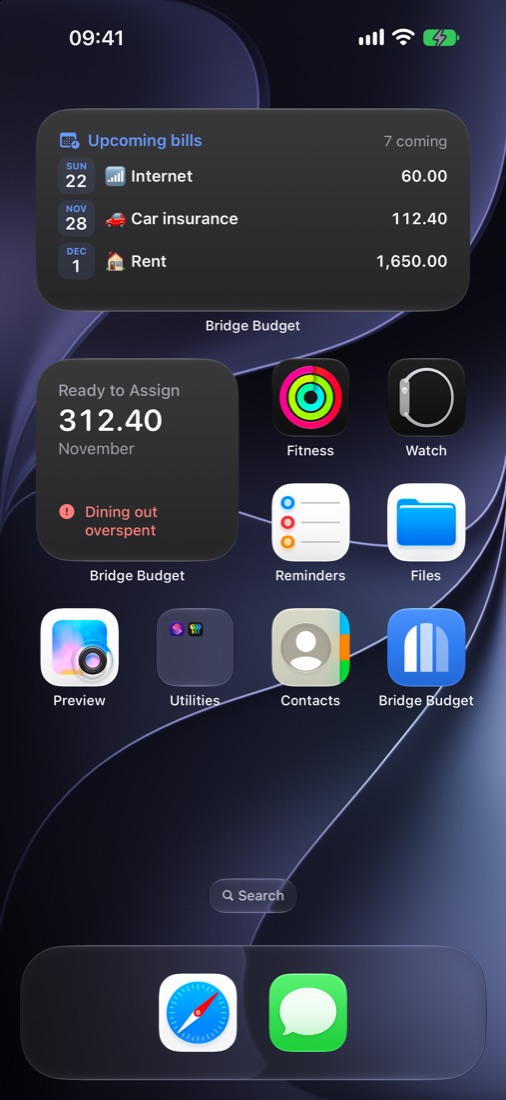 09:41
Upcoming bills
7 coming
SUN
22
Internet
60.00
NOV
28
Car insurance
112.40
DEC
1
Rent
1,650.00
Bridge Budget
Ready to Assign
312.40
November
Dining out
overspent
Bridge Budget
Fitness
Watch
Reminders
Files
Preview
Utilities
Contacts
Bridge Budget
Search